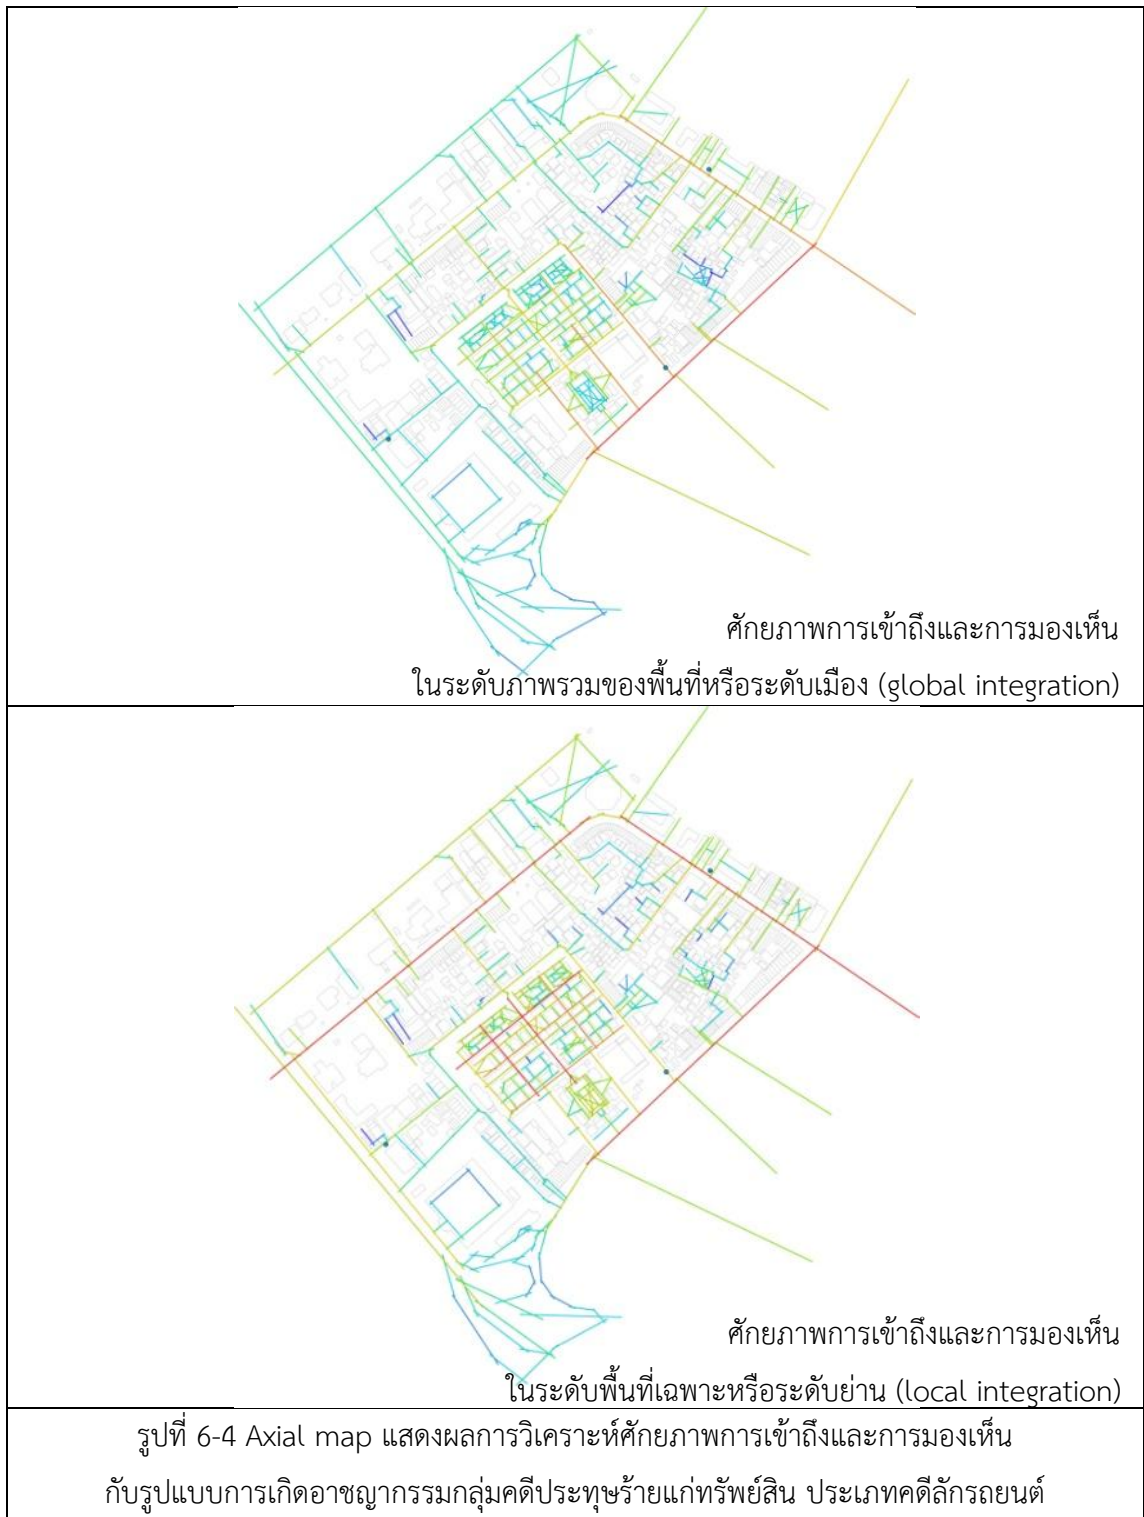 ศักยภาพการเข้าถึงและการมองเห็น
ในระดับภาพรวมของพื้นที่หรือระดับเมือง (global integration)
ศักยภาพการเข้าถึงและการมองเห็น
ในระดับพื้นที่เฉพาะหรือระดับย่าน (local integration)
รูปที่ 6-4 Axial map แสดงผลการวิเคราะห์ศักยภาพการเข้าถึงและการมองเห็น
กับรูปแบบการเกิดอาชญากรรมกลุ่มคดีประทุษร้ายแก่ทรัพย์สิน ประเภทคดีลักรถยนต์